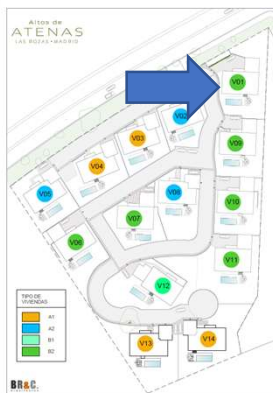 Altos de
ATENAS
LAS ROZAS•MADRID
V01
V02
V03
V09
V04
V05
V08
V10
V07
V06
V11
V12
TIPO DE
VIVIENDAS
A1
A2
B1
B2
V13
V14
BR&C.